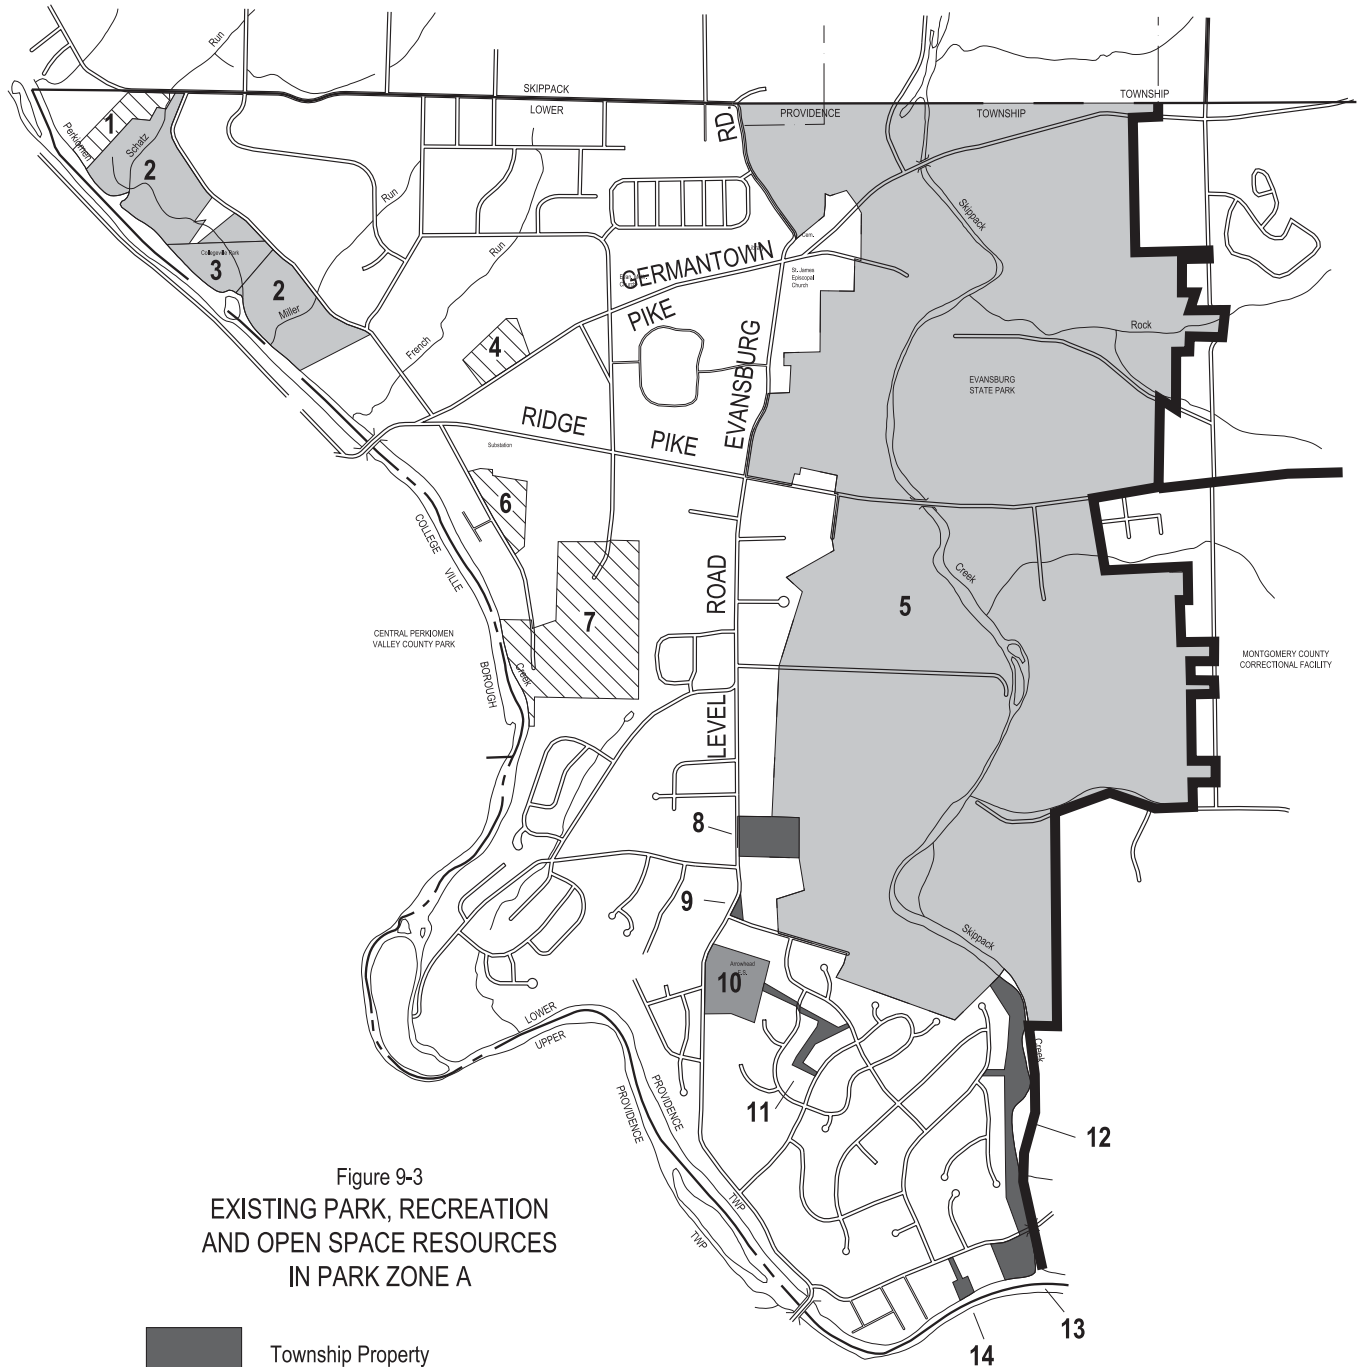 Run
SKIPPACK
TOWNSHIP
LOWER
PROVIDENCE
TOWNSHIP
RD.
1
Perkiomen
Schatz
2
Run
Skippack
Run
Cem.
GERMANTOWN
PIKE
St. James
Episcopal
Church
Collegeville Park
3
2
Miller
French
4
EVANSBURG
Rock
EVANSBURG
STATE PARK
RIDGE
PIKE
Substation
6
COLLEGE
VILLE
BOROUGH
Creek
ROAD
5
7
CENTRAL PERKIOMEN
VALLEY COUNTY PARK
Creek
MONTGOMERY COUNTY
CORRECTIONAL FACILITY
LEVEL
8
9
Skippack
Arrowhead
E.S.
10
LOWER
UPPER
Creek
PROVIDENCE
PROVIDENCE
11
12
TWP
TWP
Figure 9-3
EXISTING PARK, RECREATION
AND OPEN SPACE RESOURCES
IN PARK ZONE A
13
14
Township Property